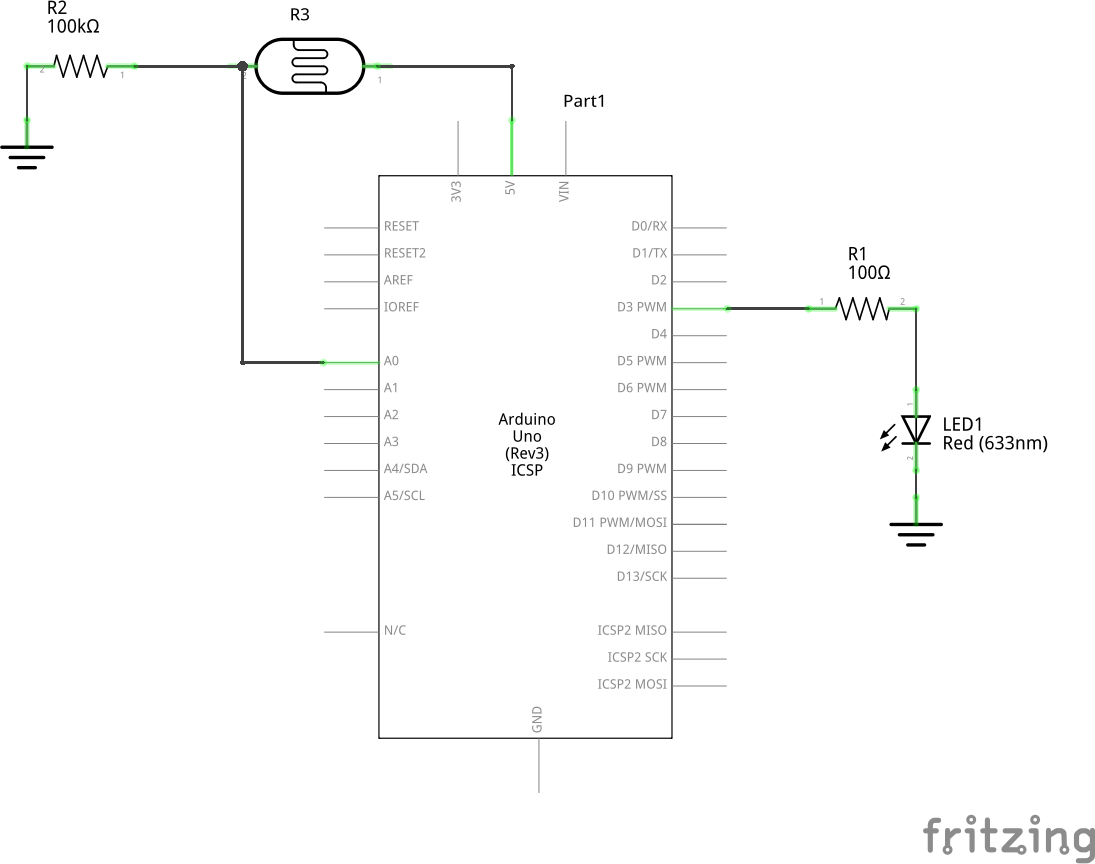 R2
100kΩ
R3
2
1
2
1
Part1
3V3
5V
VIN
RESET
RESET2
AREF
IOREF
A0
A1
A2
A3
A4/SDA
A5/SCL
N/C
Arduino
Uno
(Rev3)
ICSP
D0/RX
D1/TX
D2
D3 PWM
D4
D5 PWM
D6 PWM
D7
D8
D9 PWM
D10 PWM/SS
D11 PWM/MOSI
D12/MISO
D13/SCK
ICSP2 MISO
ICSP2 SCK
ICSP2 MOSI
GND
R1
100Ω
1
2
1
LED1
Red (633nm)
2
fritzing